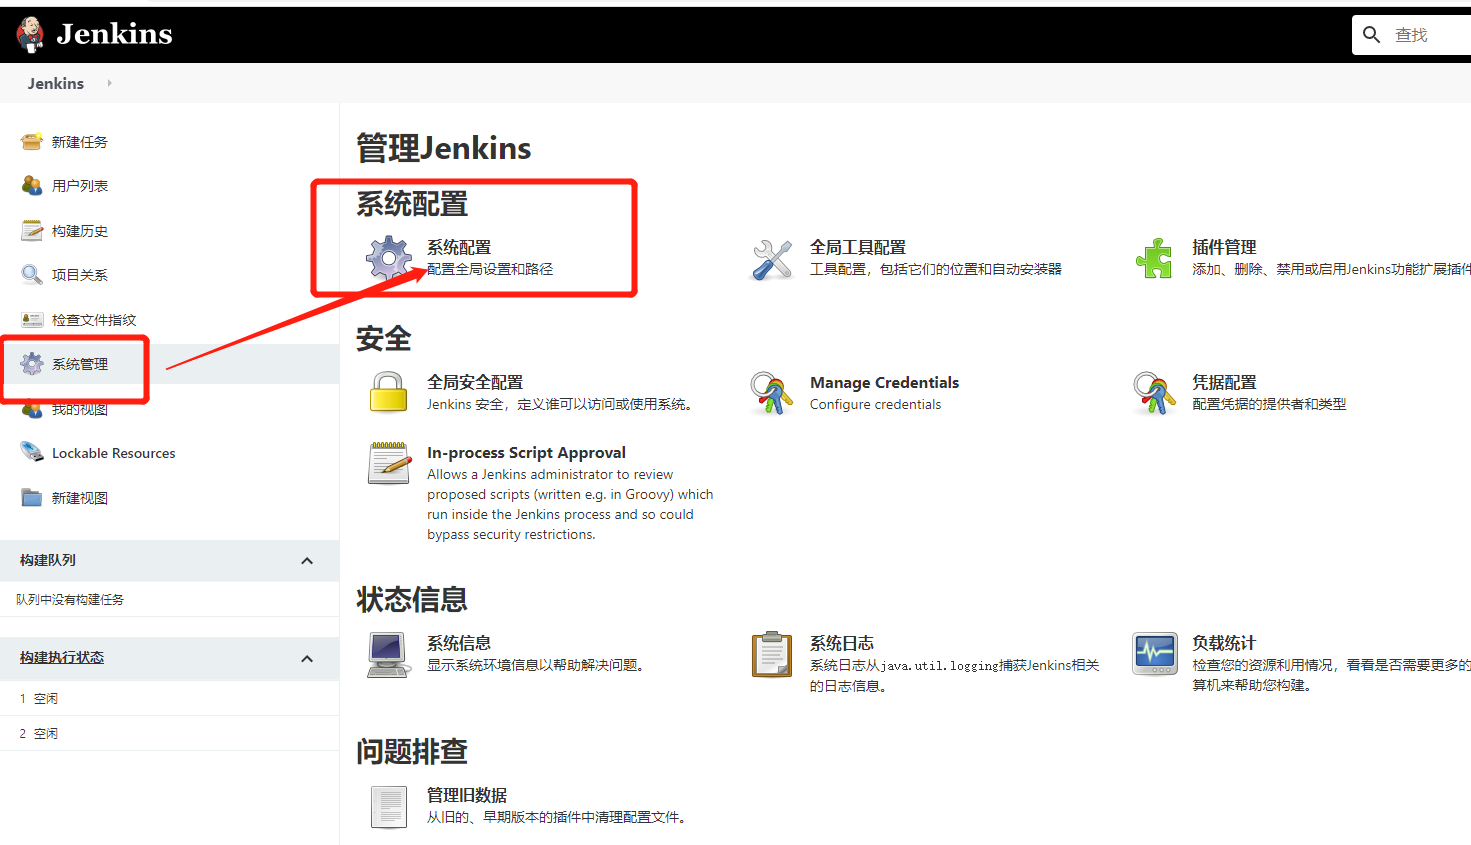 Jenkins
查找
Jenkins
新建任务
用户列表
构建历史
项目关系
检查文件指纹
系统管理
我的视图
Lockable Resources
新建视图
构建队列
队列中没有构建任务
构建执行状态
1 空闲
2 空闲
管理Jenkins
系统配置
系统配置
配置全局设置和路径
全局工具配置
工具配置，包括它们的位置和自动安装器
插件管理
添加、删除、禁用或启用Jenkins功能扩展插件
安全
全局安全配置
Jenkins 安全，定义谁可以访问或使用系统。
Manage Credentials
Configure credentials
凭据配置
配置凭据的提供者和类型
In-process Script Approval
Allows a Jenkins administrator to review
proposed scripts (written e.g. in Groovy) which
run inside the Jenkins process and so could
bypass security restrictions.
状态信息
系统信息
显示系统环境信息以帮助解决问题。
系统日志
系统日志从java.util.logging捕获Jenkins相关
的日志信息。
负载统计
检查您的资源利用情况，看看是否需要更多的
算机来帮助您构建。
问题排查
管理旧数据
从旧的、早期版本的插件中清理配置文件。